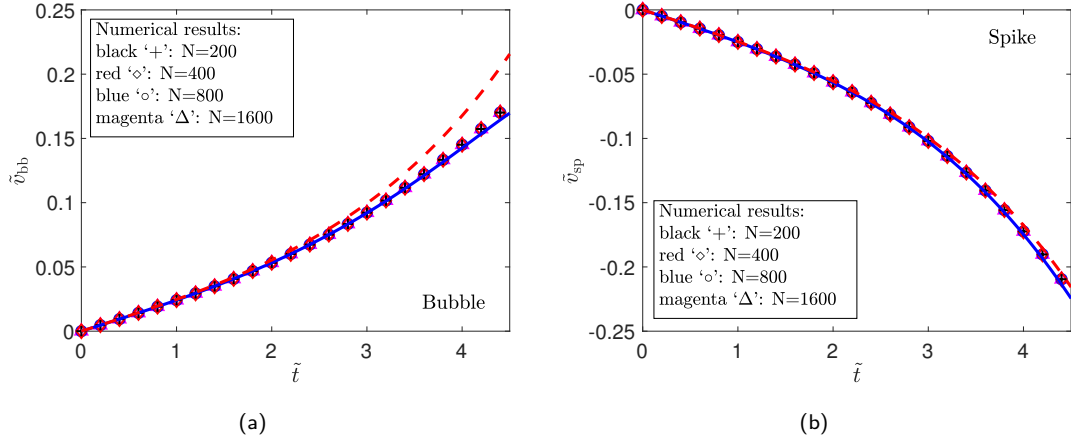 0.25
0.2
0.15
0.1
0.05
0
ṽbb
Numerical results:
black ‘+’: N=200
red ‘⋄’: N=400
blue ‘○’: N=800
magenta ‘Δ’: N=1600
Bubble
0 1 2 3 4
t̃
(a)
0
-0.05
-0.1
-0.15
-0.2
-0.25
ṽsp
Spike
Numerical results:
black ‘+’: N=200
red ‘⋄’: N=400
blue ‘○’: N=800
magenta ‘Δ’: N=1600
0 1 2 3 4
t̃
(b)